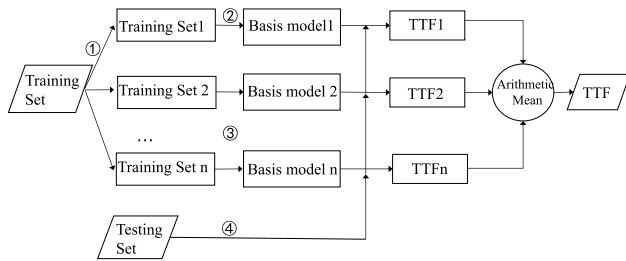 ①
Training
Set
Training Set1
②
Basis model1
TTF1
Training Set 2
Basis model 2
TTF2
Arithmetic
Mean
TTF
...
③
Training Set n
Basis model n
TTFn
Testing
Set
④